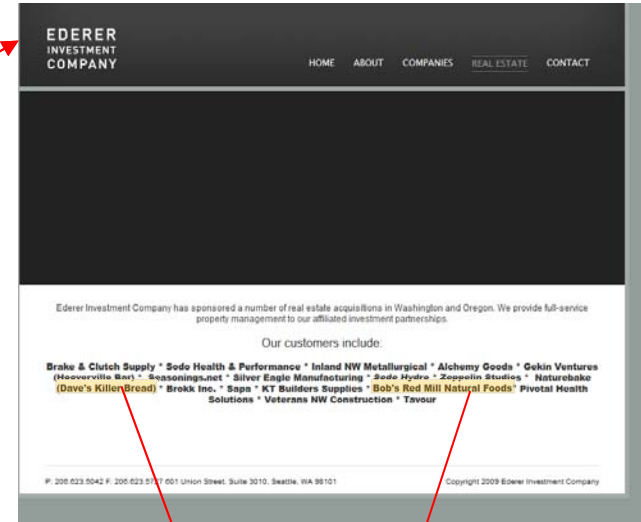 EDERER
INVESTMENT
COMPANY
HOME ABOUT COMPANIES REAL ESTATE CONTACT
Ederer Investment Company has sponsored a number of real estate acquisitions in Washington and Oregon. We provide full-service
property management to our affiliated investment partnerships.
Our customers include:
Brake & Clutch Supply * Sodo Health & Performance * Inland NW Metallurgical * Alchemy Goods * Gekin Ventures
(Hooverville Bar) * Seasonings.net * Silver Eagle Manufacturing * Sodo Hydro * Zeppelin Studios * Naturebake
(Dave's Killer Bread) * Brokk Inc. * Sapa * KT Builders Supplies * Bob's Red Mill Natural Foods* Pivotal Health
Solutions * Veterans NW Construction * Tavour
P: 206.623.5042 F: 206.623.5727 601 Union Street, Suite 3010, Seattle, WA 98101 Copyright 2009 Ederer Investment Company